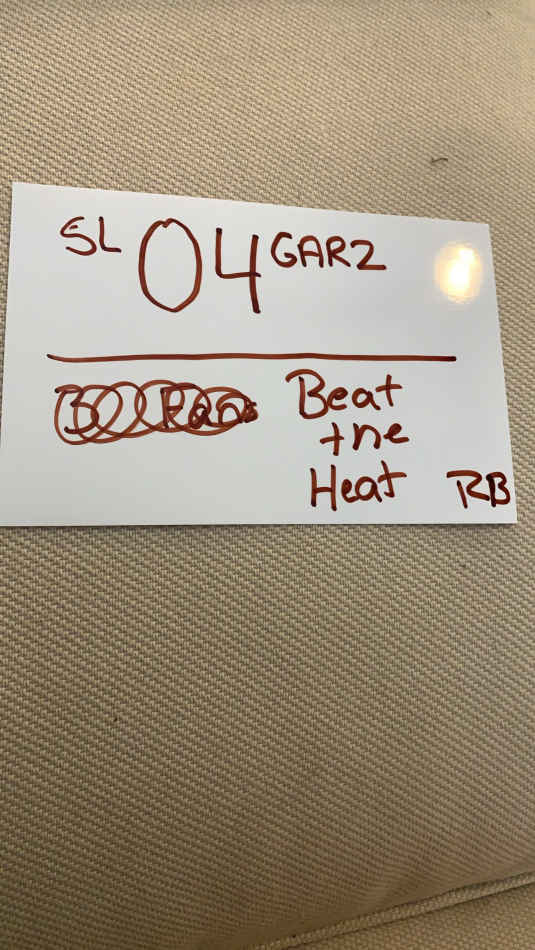 SL 04 GARZ
Beat
the
Heat RB